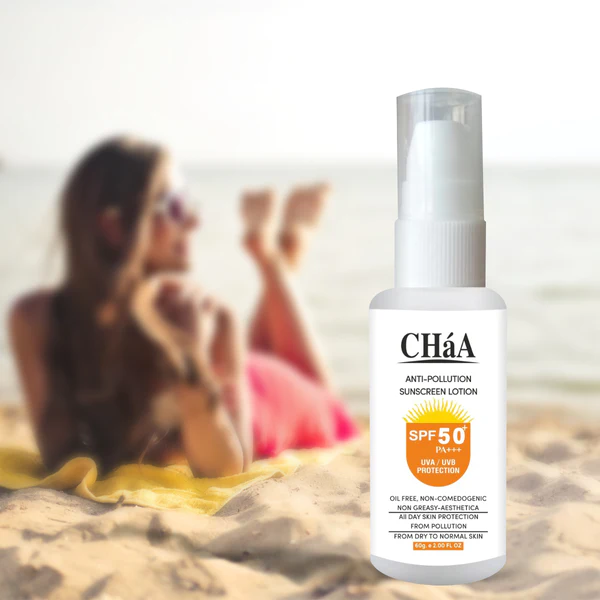 CHáA
ANTI-POLLUTION
SUNSCREEN LOTION
SPF 50+
PA+++
UVA / UVB
PROTECTION
OIL FREE, NON-COMEDOGENIC
NON GREASY-AESTHETICA
All DAY SKIN PROTECTION
FROM POLLUTION
FROM DRY TO NORMAL SKIN
60g. e 2.00 FL OZ